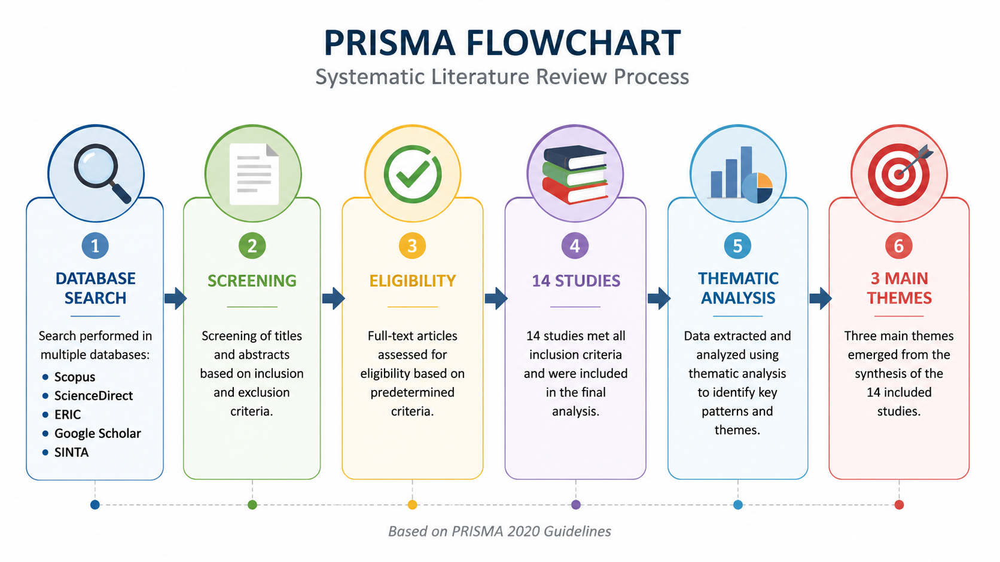 PRISMA FLOWCHART
Systematic Literature Review Process
1
DATABASE
SEARCH
Search performed in
multiple databases:
• Scopus
• ScienceDirect
• ERIC
• Google Scholar
• SINTA
2
SCREENING
Screening of titles
and abstracts
based on inclusion
and exclusion
criteria.
3
ELIGIBILITY
Full-text articles
assessed for
eligibility based on
predetermined
criteria.
4
14 STUDIES
14 studies met all
inclusion criteria
and were included
in the final
analysis.
5
THEMATIC
ANALYSIS
Data extracted and
analyzed using
thematic analysis
to identify key
patterns and
themes.
6
3 MAIN
THEMES
Three main themes
emerged from the
synthesis of the
14 included
studies.
Based on PRISMA 2020 Guidelines